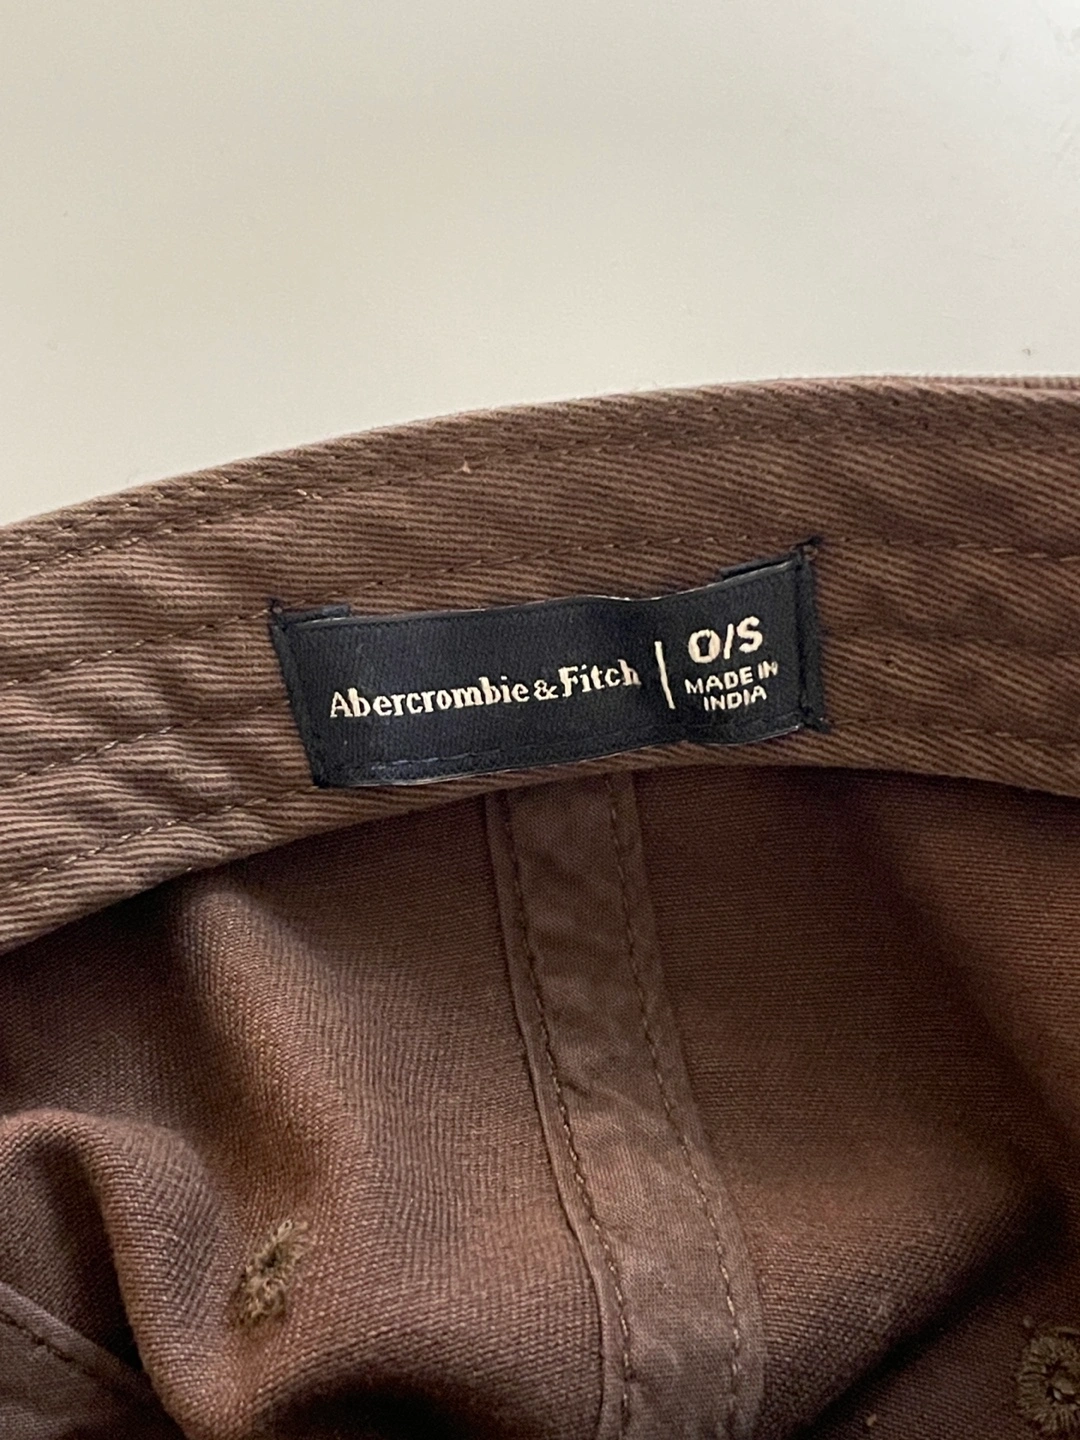 Abercrombie & Fitch
O/S
MADE IN
INDIA